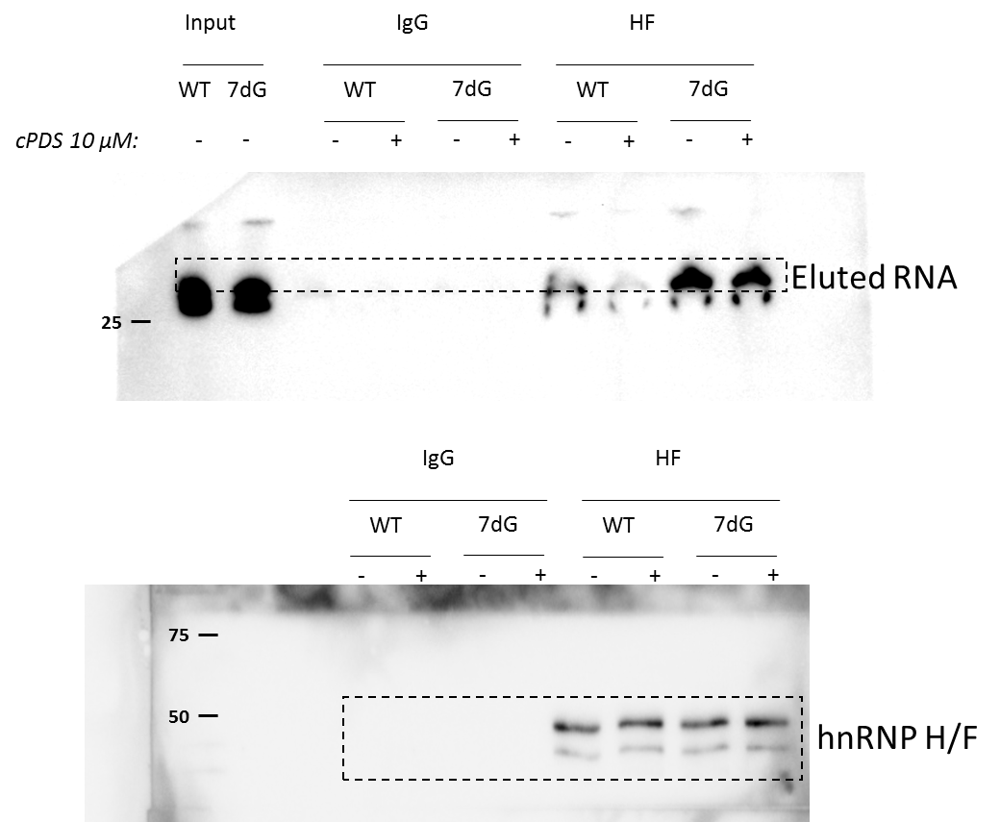 Input IgG HF
WT 7dG WT 7dG WT 7dG
cPDS 10 µM: - - - + - + - + - +
Eluted RNA
25
IgG HF
WT 7dG WT 7dG
- + - + - + - +
75
50
hnRNP H/F